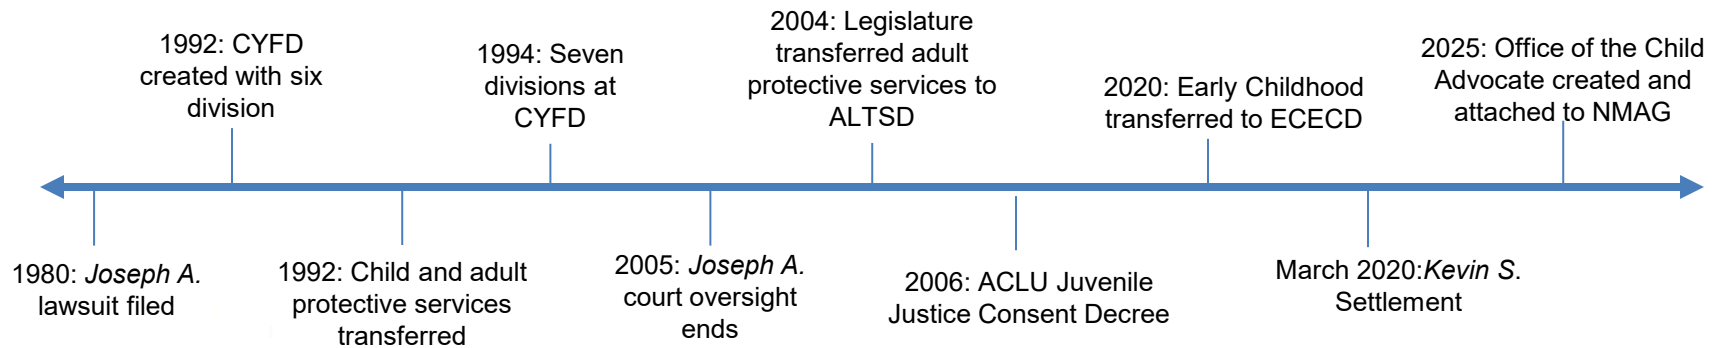 1992: CYFD
created with six
division
1994: Seven
divisions at
CYFD
2004: Legislature
transferred adult
protective services to
ALTSD
2020: Early Childhood
transferred to ECECD
2025: Office of the Child
Advocate created and
attached to NMAG
1980: Joseph A.
lawsuit filed
1992: Child and adult
protective services
transferred
2005: Joseph A.
court oversight
ends
2006: ACLU Juvenile
Justice Consent Decree
March 2020:Kevin S.
Settlement